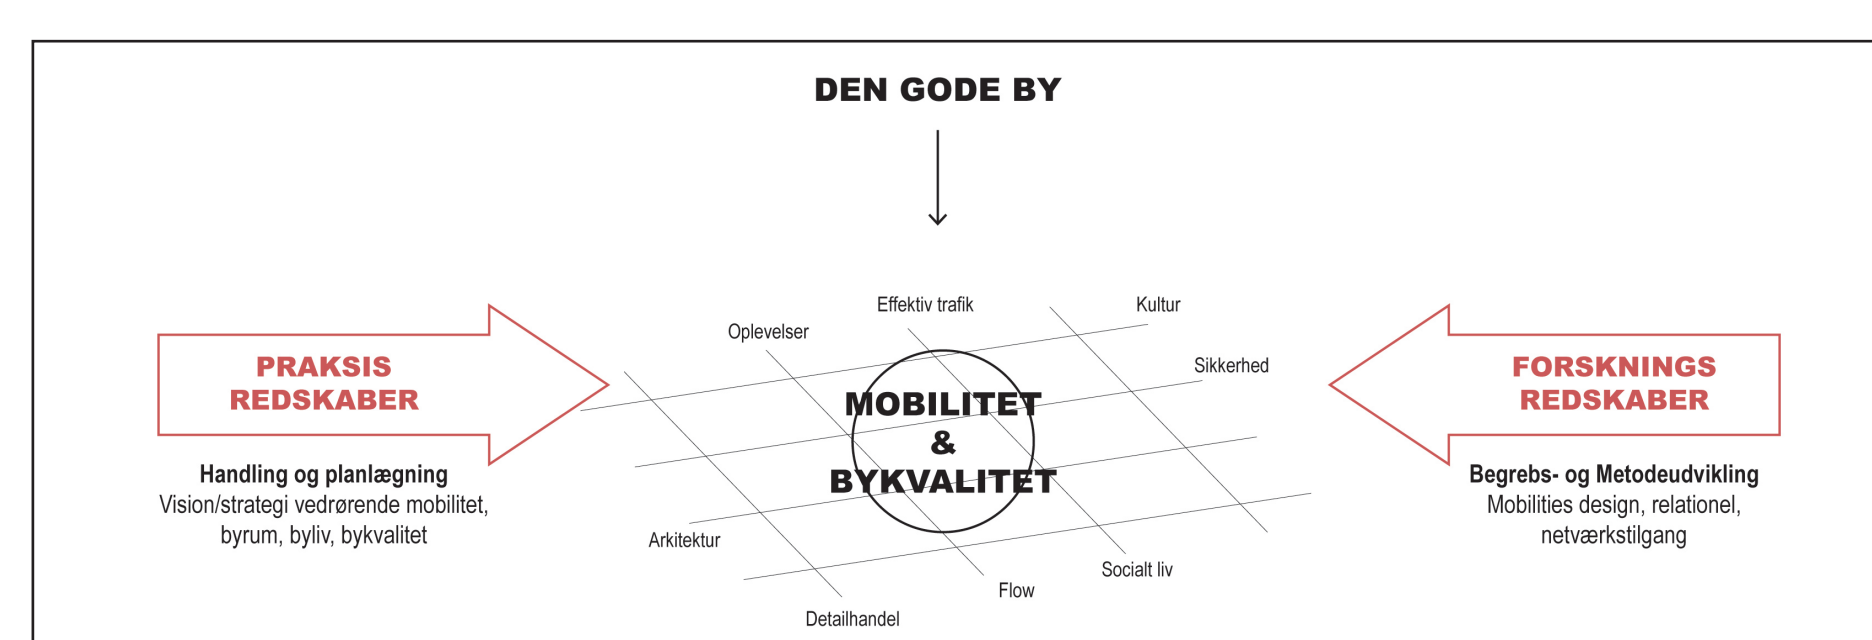 DEN GODE BY
Effektiv trafik
Kultur
Oplevelser
Sikkerhed
PRAKSIS
REDSKABER
Handling og planlægning
Vision/strategi vedrørende mobilitet,
byrum, byliv, bykvalitet
MOBILITET
&
BYKVALITET
FORSKNINGS
REDSKABER
Begrebs- og Metodeudvikling
Mobilities design, relationel,
netværkstilgang
Arkitektur
Socialt liv
Flow
Detailhandel